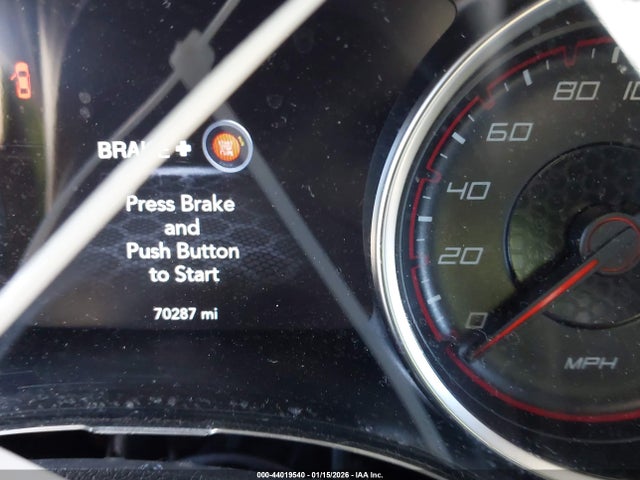 BRAKE +
Press Brake
and
Push Button
to Start
70287 mi
0
20
40
60
80
MPH
000-44019540 - 01/15/2026 - IAA Inc.